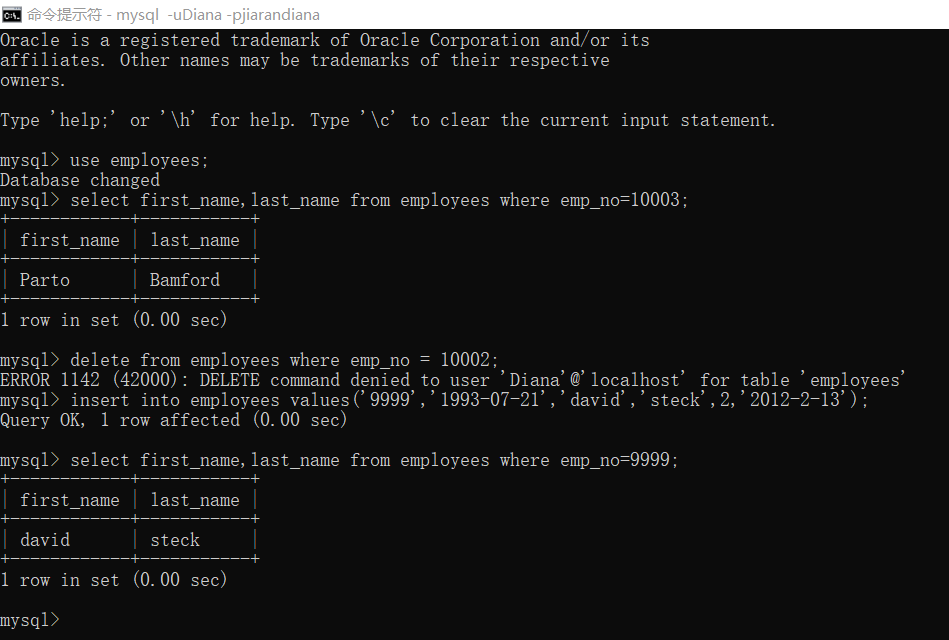 命令提示符 - mysql -uDiana -pjiarandiana
Oracle is a registered trademark of Oracle Corporation and/or its
affiliates. Other names may be trademarks of their respective
owners.
Type 'help;' or '\h' for help. Type '\c' to clear the current input statement.
mysql> use employees;
Database changed
mysql> select first_name,last_name from employees where emp_no=10003;
+------------+-----------+
| first_name | last_name |
+------------+-----------+
| Parto      | Bamford   |
+------------+-----------+
1 row in set (0.00 sec)
mysql> delete from employees where emp_no = 10002;
ERROR 1142 (42000): DELETE command denied to user 'Diana'@'localhost' for table 'employees'
mysql> insert into employees values('9999','1993-07-21','david','steck',2,'2012-2-13');
Query OK, 1 row affected (0.00 sec)
mysql> select first_name,last_name from employees where emp_no=9999;
+------------+-----------+
| first_name | last_name |
+------------+-----------+
| david      | steck     |
+------------+-----------+
1 row in set (0.00 sec)
mysql>